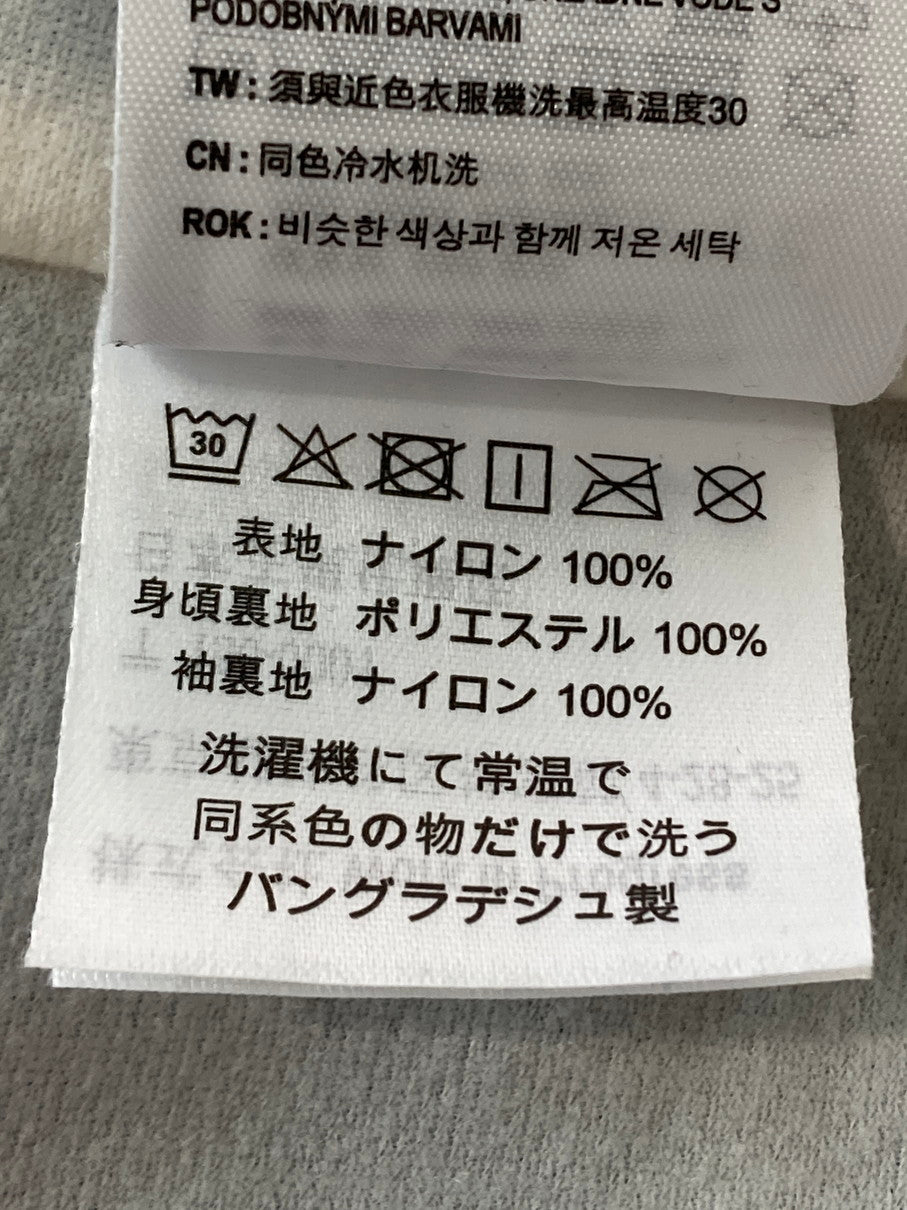 PODOBNÝMI BARVAMI
TW : 須與近色衣服機洗最高温度30
CN : 同色冷水机洗
ROK : 비슷한 색상과 함께 저온 세탁
30
表地 ナイロン 100%
身頃裏地 ポリエステル 100%
袖裏地 ナイロン 100%
洗濯機にて常温で
同系色の物だけで洗う
バングラデシュ製